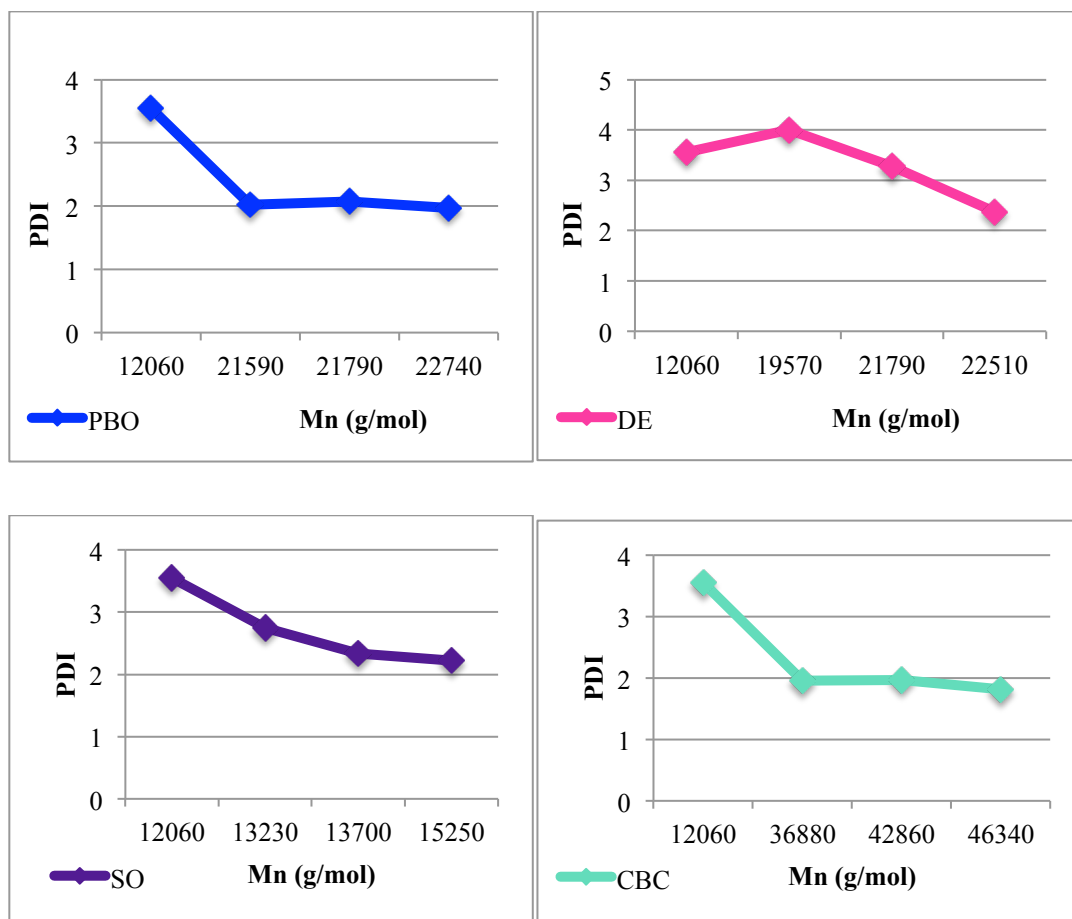 4
3
PDI
2
1
0
12060 21590 21790 22740
PBO Mn (g/mol)
5
4
3
PDI
2
1
0
12060 19570 21790 22510
DE Mn (g/mol)
4
3
PDI
2
1
0
12060 13230 13700 15250
SO Mn (g/mol)
4
3
PDI
2
1
0
12060 36880 42860 46340
CBC Mn (g/mol)